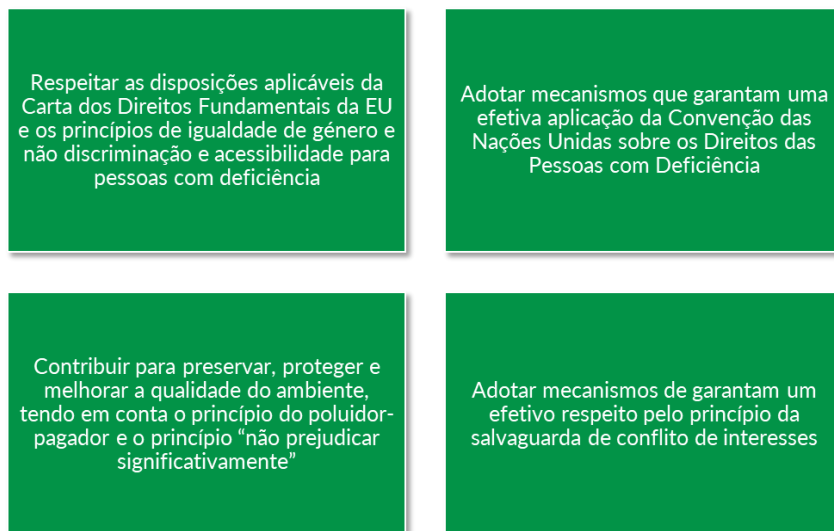 Respeitar as disposições aplicáveis da
Carta dos Direitos Fundamentais da EU
e os princípios de igualdade de género e
não discriminação e acessibilidade para
pessoas com deficiência
Adotar mecanismos que garantam uma
efetiva aplicação da Convenção das
Nações Unidas sobre os Direitos das
Pessoas com Deficiência
Contribuir para preservar, proteger e
melhorar a qualidade do ambiente,
tendo em conta o princípio do poluidor-
pagador e o princípio “não prejudicar
significativamente”
Adotar mecanismos de garantam um
efetivo respeito pelo princípio da
salvaguarda de conflito de interesses